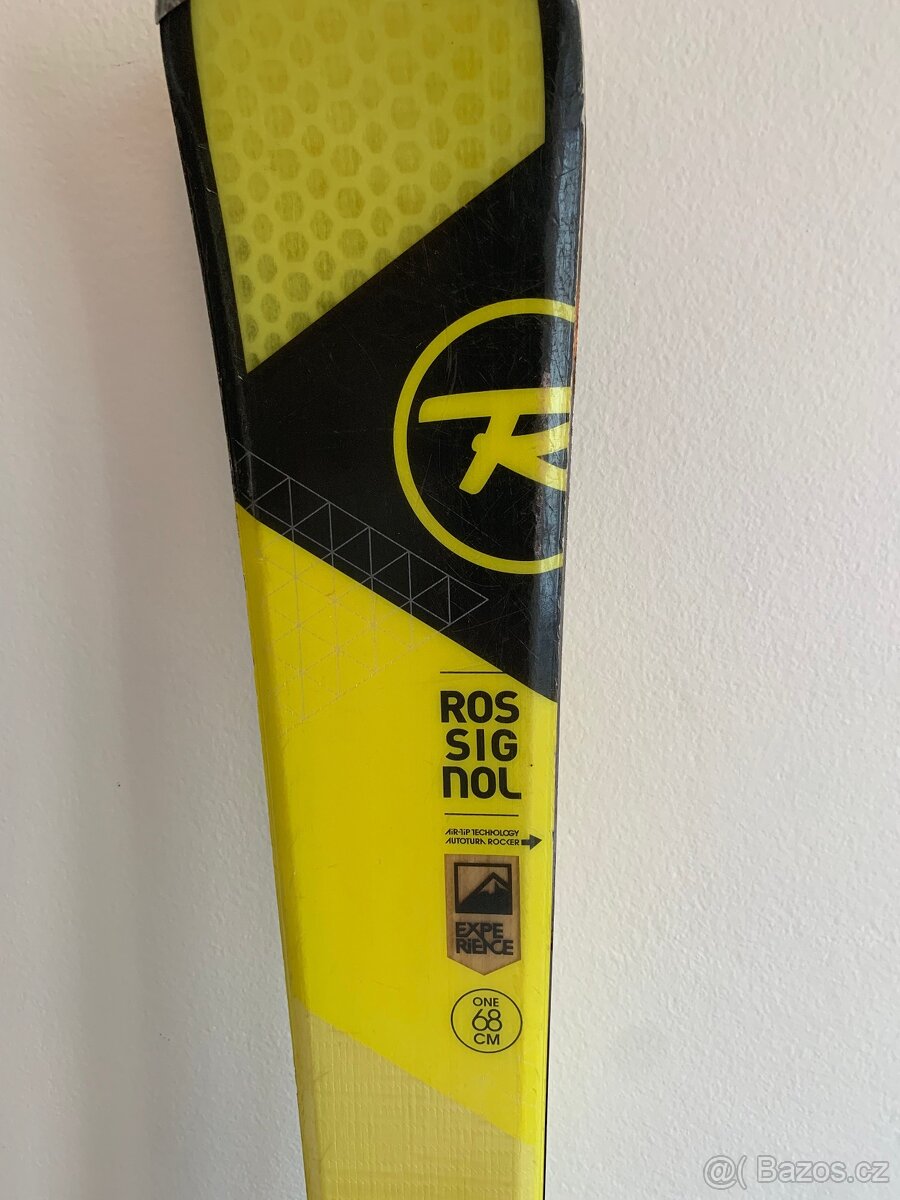 R
ROS
SIG
NOL
AIR-TIP TECHNOLOGY
AUTOTURN ROCKER
EXPE
RIENCE
ONE
68
CM
@( Bazos.cz